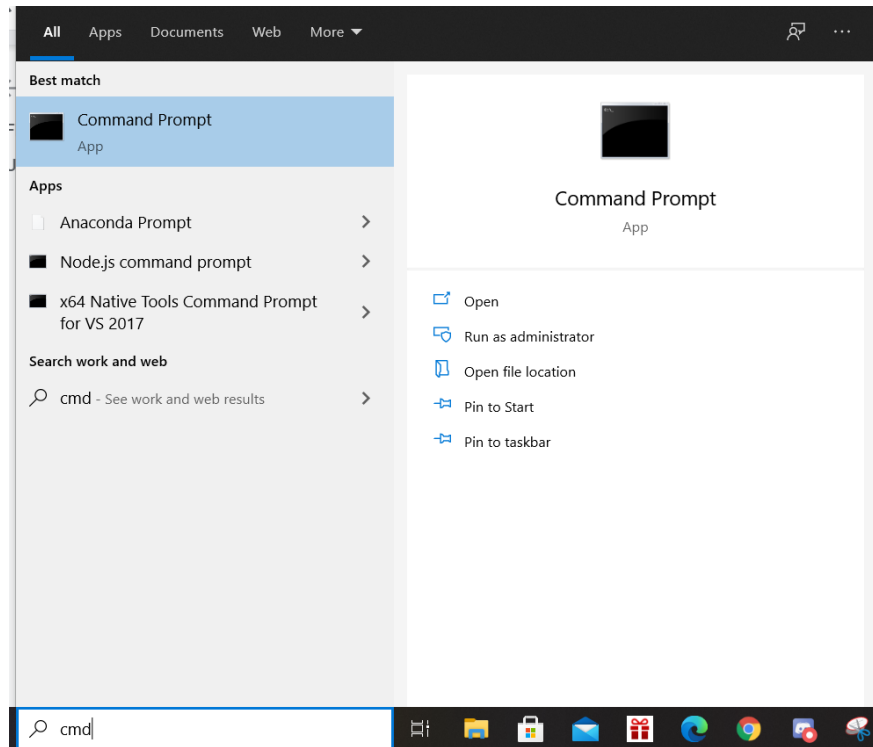 All Apps Documents Web More
Best match
Command Prompt
App
Apps
Anaconda Prompt
Node.js command prompt
x64 Native Tools Command Prompt
for VS 2017
Search work and web
cmd - See work and web results
Command Prompt
App
Open
Run as administrator
Open file location
Pin to Start
Pin to taskbar
cmd